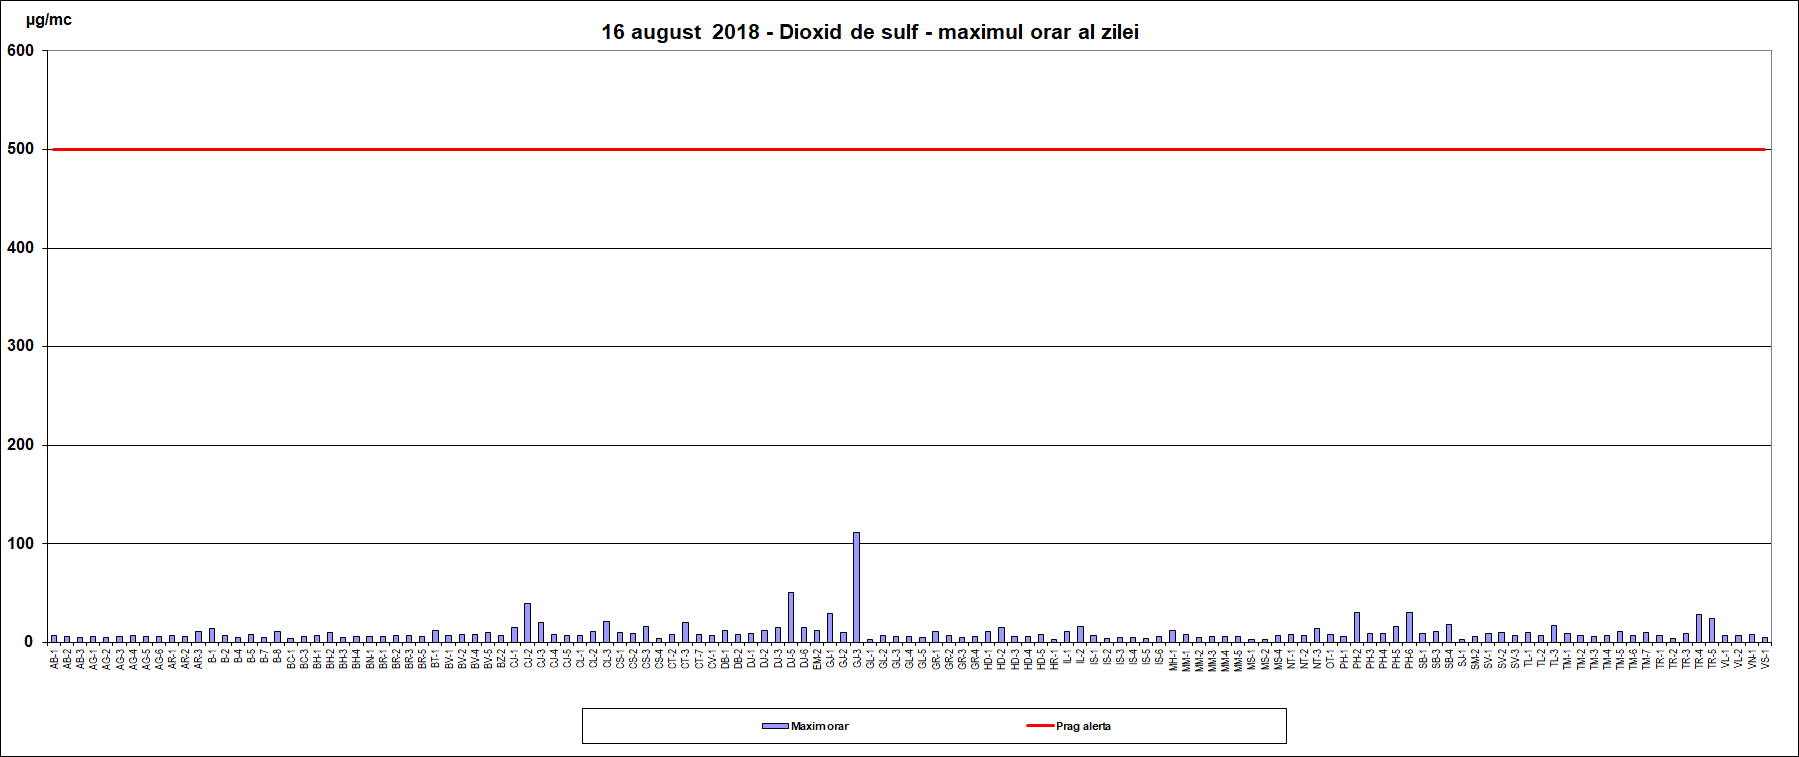 µg/mc
16 august 2018 - Dioxid de sulf - maximul orar al zilei
600
500
400
300
200
100
0
AB-1 AB-2 AB-3 AG-1 AG-2 AG-3 AG-4 AG-5 AG-6 AR-1 AR-2 AR-3 B-1 B-2 B-4 B-5 B-7 B-8 BC-1 BC-3 BH-1 BH-2 BH-3 BH-4 BN-1 BR-1 BR-2 BR-3 BR-5 BT-1 BV-1 BV-2 BV-4 BV-5 BZ-2 CJ-1 CJ-2 CJ-3 CJ-4 CJ-5 CL-1 CL-2 CL-3 CS-1 CS-2 CS-3 CS-4 CT-2 CT-3 CT-7 CV-1 DB-1 DB-2 DJ-1 DJ-2 DJ-3 DJ-5 DJ-6 EM-2 GJ-1 GJ-2 GJ-3 GL-1 GL-2 GL-3 GL-4 GL-5 GR-1 GR-2 GR-3 GR-4 HD-1 HD-2 HD-3 HD-4 HD-5 HR-1 IL-1 IL-2 IS-1 IS-2 IS-3 IS-4 IS-5 IS-6 MH-1 MM-1 MM-2 MM-3 MM-4 MM-5 MS-1 MS-2 MS-4 NT-1 NT-2 NT-3 OT-1 PH-1 PH-2 PH-3 PH-4 PH-5 PH-6 SB-1 SB-3 SB-4 SJ-1 SM-2 SV-1 SV-2 SV-3 TL-1 TL-2 TL-3 TM-1 TM-2 TM-3 TM-4 TM-5 TM-6 TM-7 TR-1 TR-2 TR-3 TR-4 TR-5 VL-1 VL-2 VN-1 VS-1
Maxim orar
Prag alerta